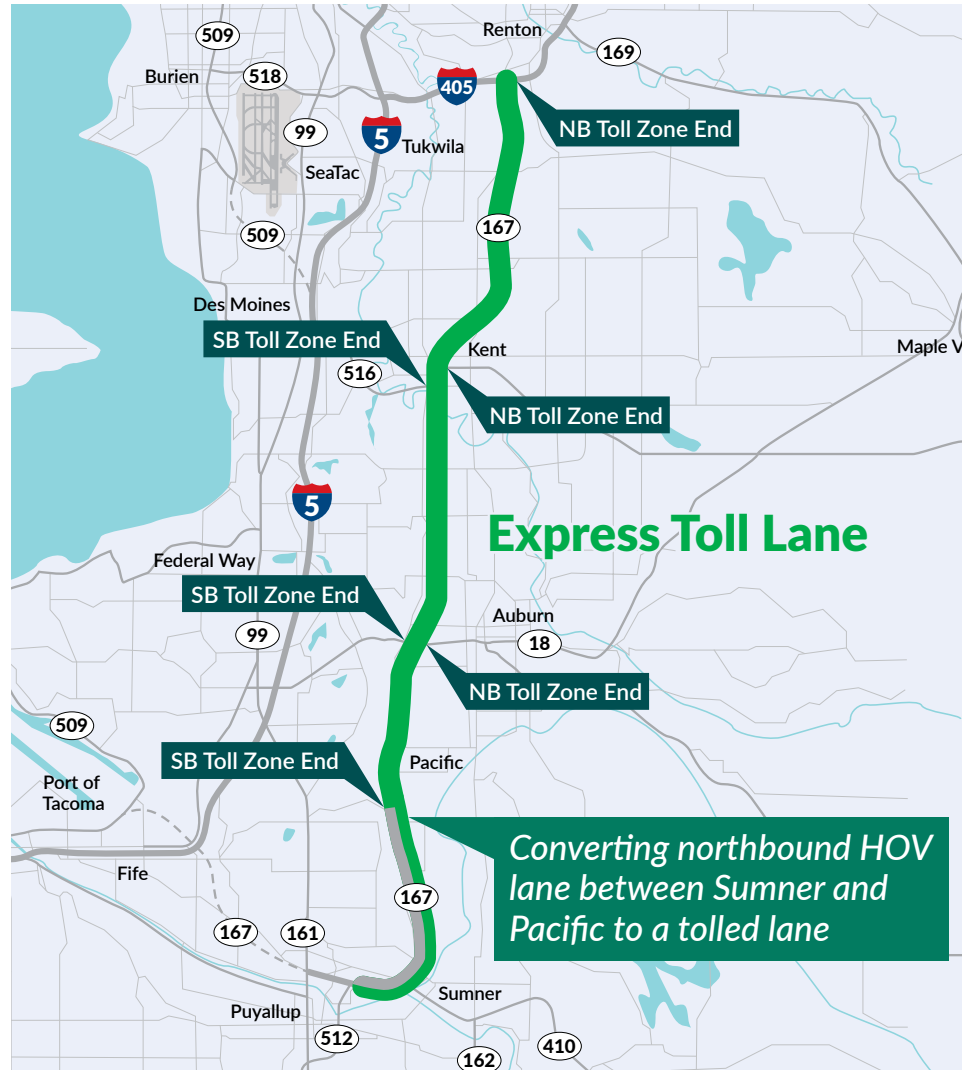 Renton
509
169
Burien
518
405
99
NB Toll Zone End
5
Tukwila
SeaTac
167
509
Des Moines
SB Toll Zone End
Kent
Maple V
516
NB Toll Zone End
5
Express Toll Lane
Federal Way
SB Toll Zone End
Auburn
99
18
NB Toll Zone End
509
SB Toll Zone End
Pacific
Port of
Tacoma
Converting northbound HOV
lane between Sumner and
Pacific to a tolled lane
Fife
167
167
161
Sumner
Puyallup
512
410
162